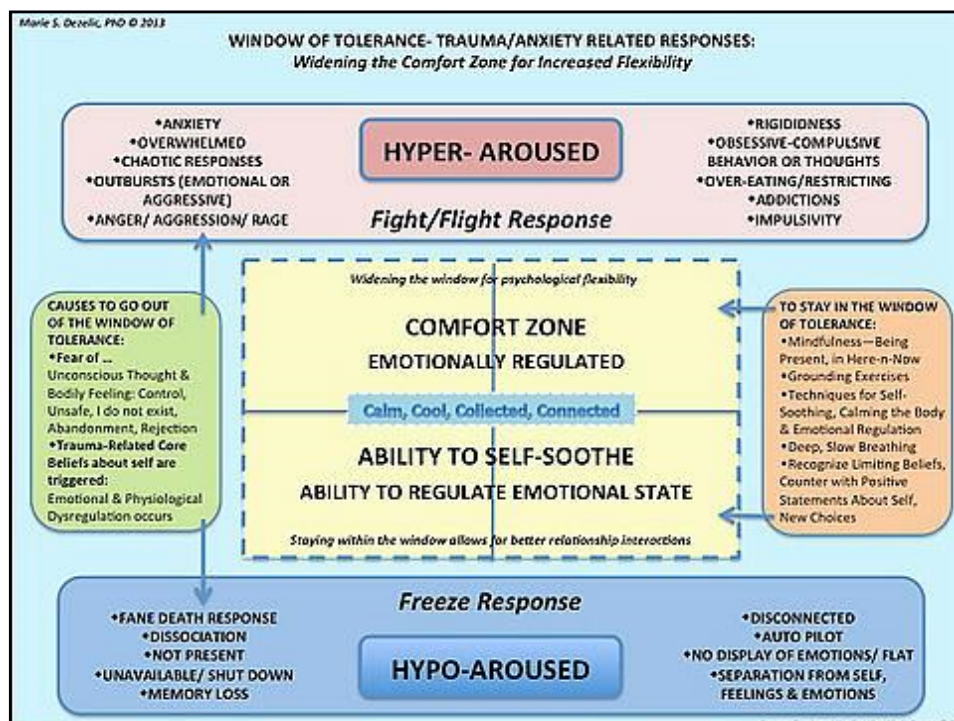 Marie S. Dezelic, PhD © 2013
WINDOW OF TOLERANCE- TRAUMA/ANXIETY RELATED RESPONSES:
Widening the Comfort Zone for Increased Flexibility
•ANXIETY
•OVERWHELMED
•CHAOTIC RESPONSES
•OUTBURSTS (EMOTIONAL OR
AGGRESSIVE)
•ANGER/ AGGRESSION/ RAGE
HYPER- AROUSED
Fight/Flight Response
•RIGIDIDNESS
•OBSESSIVE-COMPULSIVE
BEHAVIOR OR THOUGHTS
•OVER-EATING/RESTRICTING
•ADDICTIONS
•IMPULSIVITY
CAUSES TO GO OUT
OF THE WINDOW OF
TOLERANCE:
•Fear of ...
Unconscious Thought &
Bodily Feeling: Control,
Unsafe, I do not exist,
Abandonment, Rejection
•Trauma-Related Core
Beliefs about self are
triggered:
Emotional & Physiological
Dysregulation occurs
Widening the window for psychological flexibility
COMFORT ZONE
EMOTIONALLY REGULATED
Calm, Cool, Collected, Connected
ABILITY TO SELF-SOOTHE
ABILITY TO REGULATE EMOTIONAL STATE
Staying within the window allows for better relationship interactions
TO STAY IN THE WINDOW
OF TOLERANCE:
•Mindfulness—Being
Present, in Here-n-Now
•Grounding Exercises
•Techniques for Self-
Soothing, Calming the Body
& Emotional Regulation
•Deep, Slow Breathing
•Recognize Limiting Beliefs,
Counter with Positive
Statements About Self,
New Choices
Freeze Response
•FANE DEATH RESPONSE
•DISSOCIATION
•NOT PRESENT
•UNAVAILABLE/ SHUT DOWN
•MEMORY LOSS
HYPO-AROUSED
•DISCONNECTED
•AUTO PILOT
•NO DISPLAY OF EMOTIONS/ FLAT
•SEPARATION FROM SELF,
FEELINGS & EMOTIONS